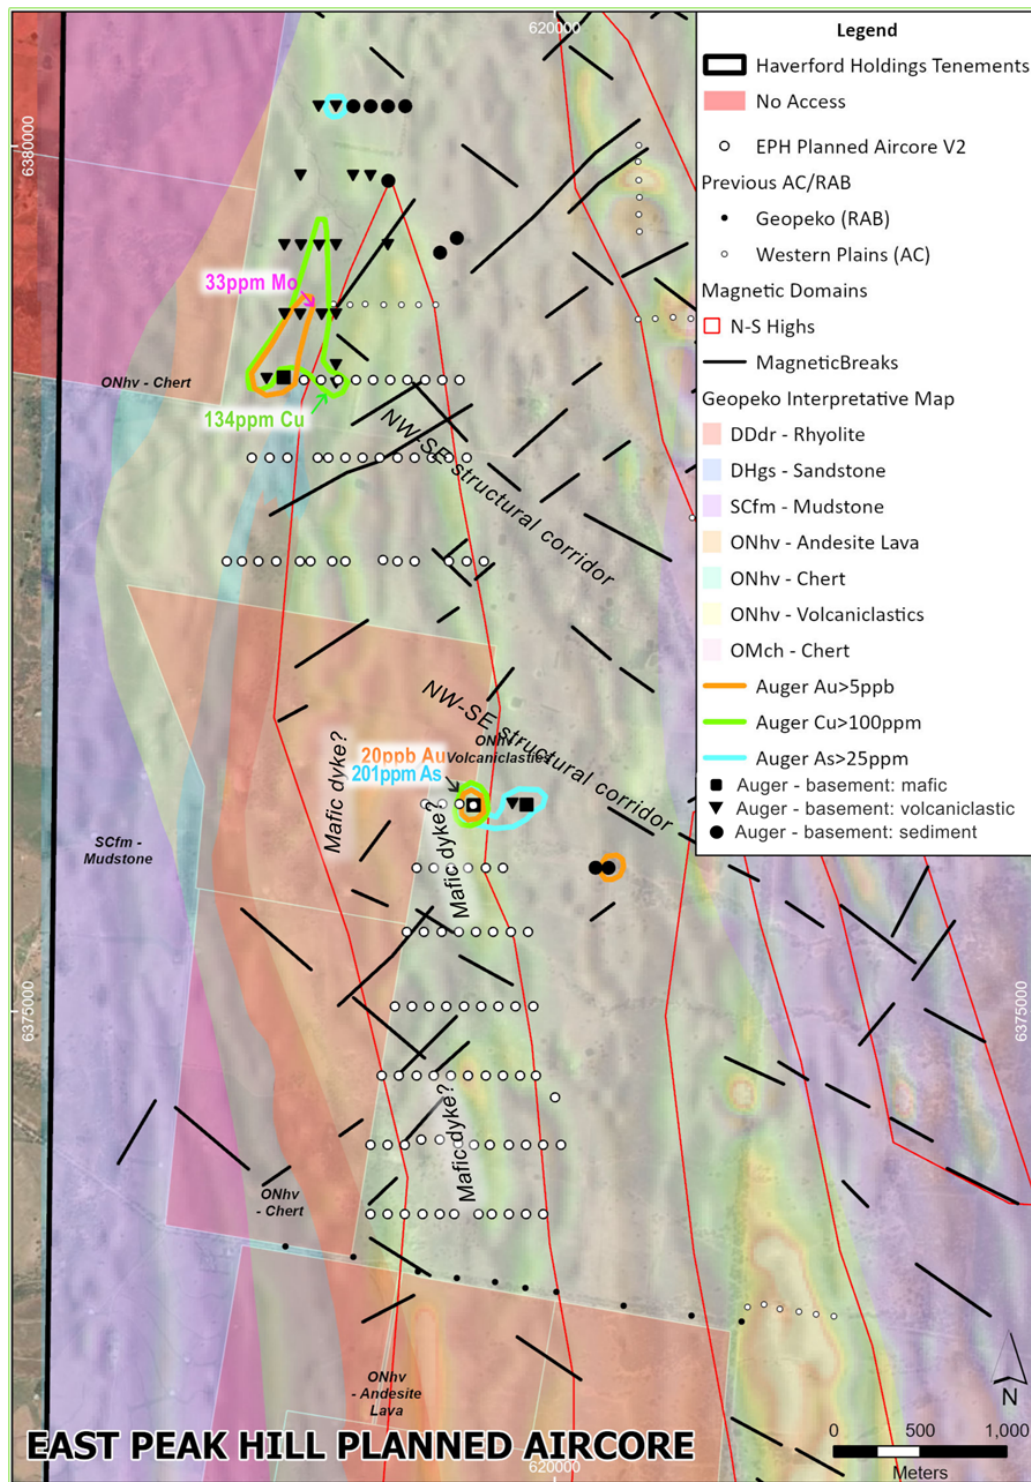 620000
6380000
33ppm Mo
ONhv - Chert
134ppm Cu
NW-SE structural corridor
NW-SE structural corridor
Mafic dyke?
20ppb Au
201ppm As
ONhv
Volcaniclastics
Mafic dyke?
SCfm -
Mudstone
6375000
6375000
Mafic dyke?
ONhv
- Chert
ONhv
- Andesite
Lava
EAST PEAK HILL PLANNED AIRCORE
620000
N
0 500 1,000
Meters
Legend
Haverford Holdings Tenements
No Access
EPH Planned Aircore V2
Previous AC/RAB
Geopeko (RAB)
Western Plains (AC)
Magnetic Domains
N-S Highs
MagneticBreaks
Geopeko Interpretative Map
DDdr - Rhyolite
DHgs - Sandstone
SCfm - Mudstone
ONhv - Andesite Lava
ONhv - Chert
ONhv - Volcaniclastics
OMch - Chert
Auger Au>5ppb
Auger Cu>100ppm
Auger As>25ppm
Auger - basement: mafic
Auger - basement: volcaniclastic
Auger - basement: sediment